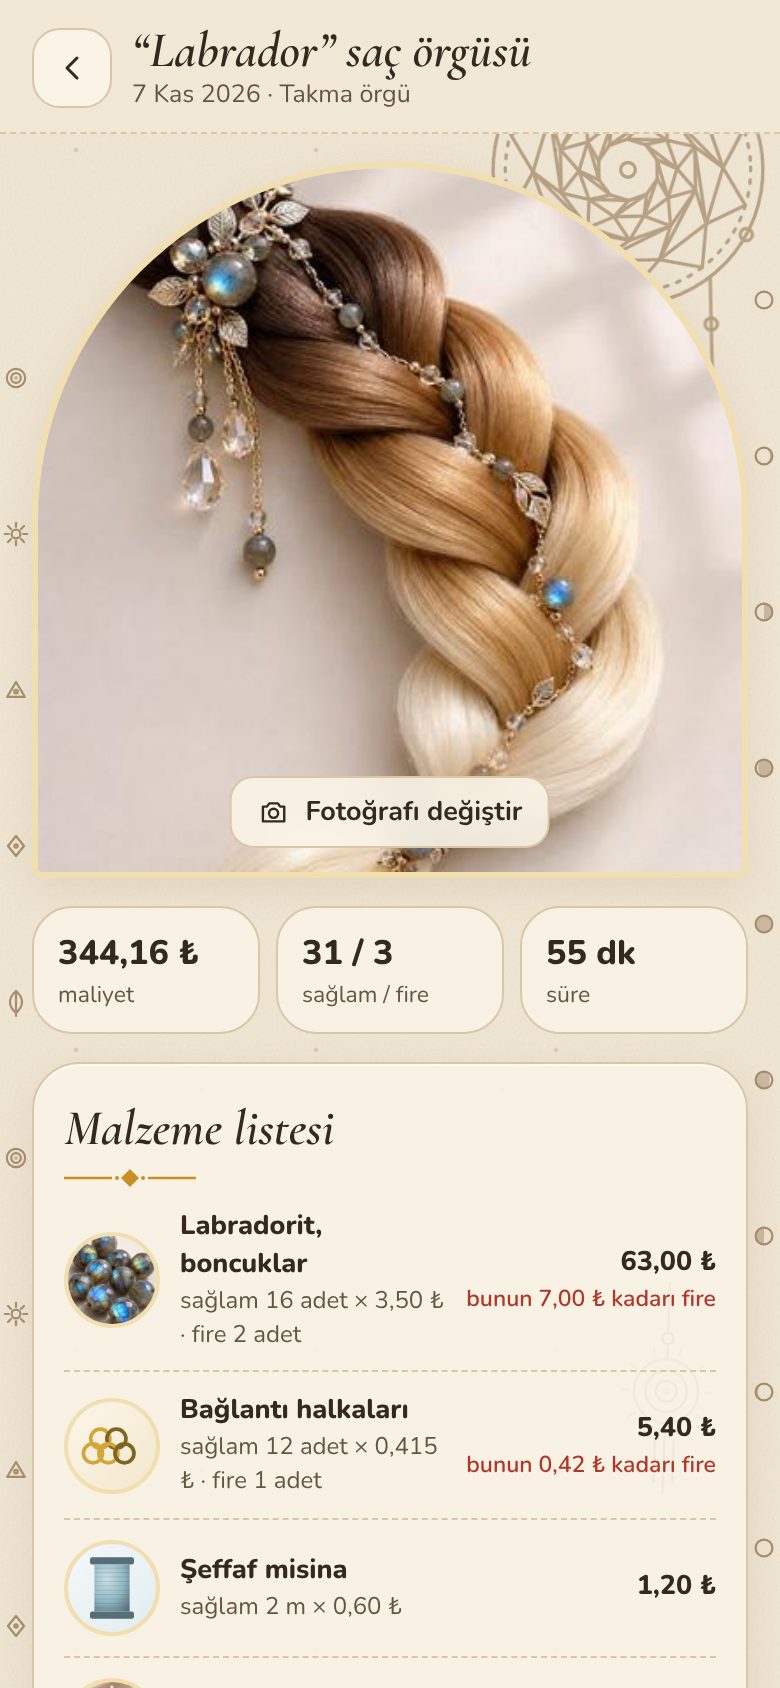 “Labrador” saç örgüsü
7 Kas 2026 · Takma örgü
Fotoğrafı değiştir
344,16 ₺
maliyet
31 / 3
sağlam / fire
55 dk
süre
Malzeme listesi
Labradorit,
boncuklar
sağlam 16 adet × 3,50 ₺
· fire 2 adet
63,00 ₺
bunun 7,00 ₺ kadarı fire
Bağlantı halkaları
sağlam 12 adet × 0,415
₺ · fire 1 adet
5,40 ₺
bunun 0,42 ₺ kadarı fire
Şeffaf misina
sağlam 2 m × 0,60 ₺
1,20 ₺